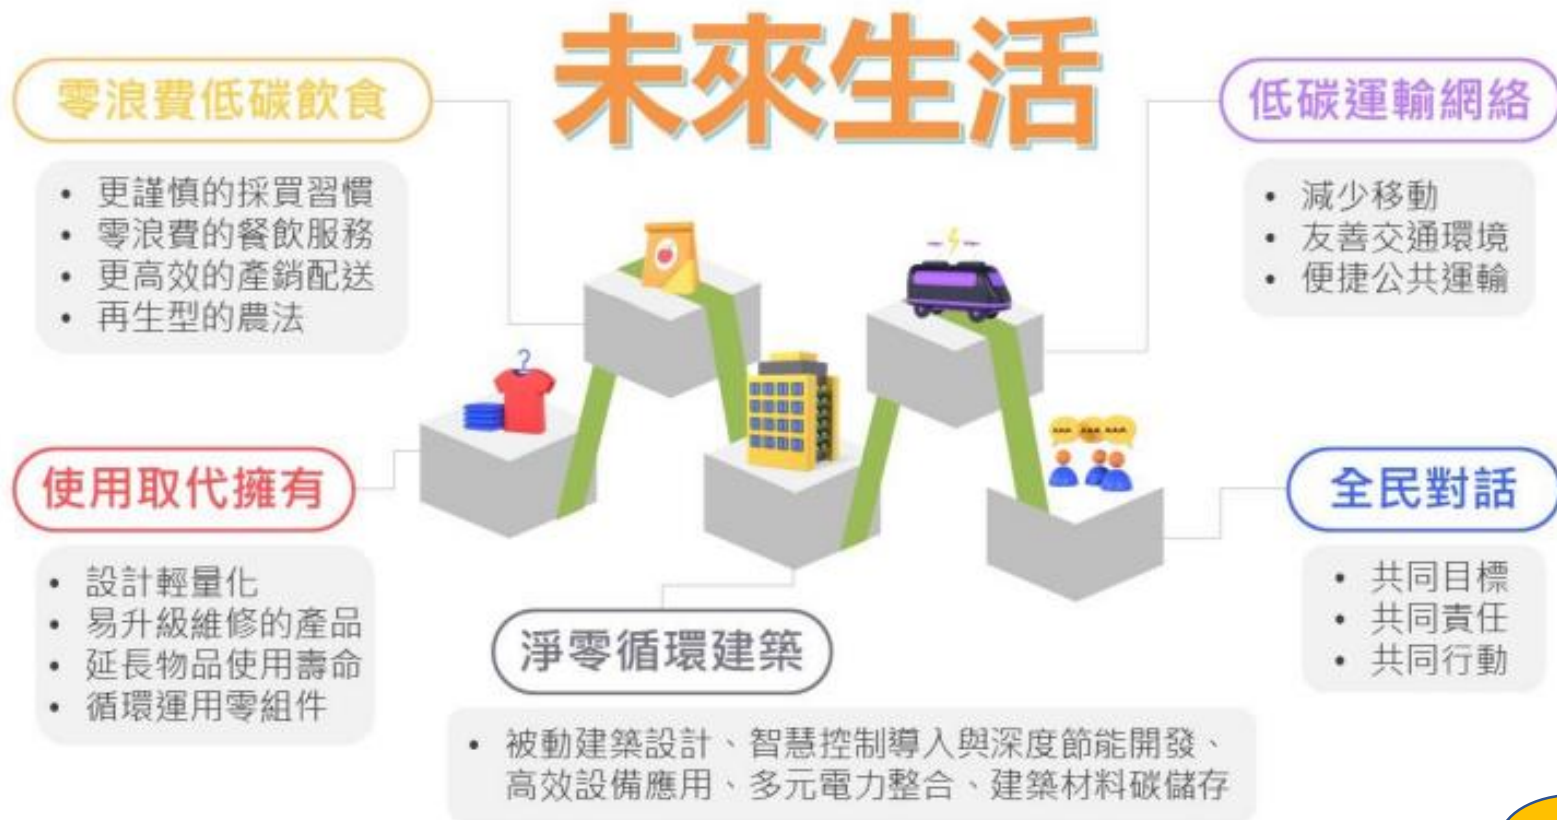 未來生活
零浪費低碳飲食
• 更謹慎的採買習慣
• 零浪費的餐飲服務
• 更高效的產銷配送
• 再生型的農法
低碳運輸網絡
• 減少移動
• 友善交通環境
• 便捷公共運輸
使用取代擁有
• 設計輕量化
• 易升級維修的產品
• 延長物品使用壽命
• 循環運用零組件
淨零循環建築
• 被動建築設計、智慧控制導入與深度節能開發、
高效設備應用、多元電力整合、建築材料碳儲存
全民對話
• 共同目標
• 共同責任
• 共同行動